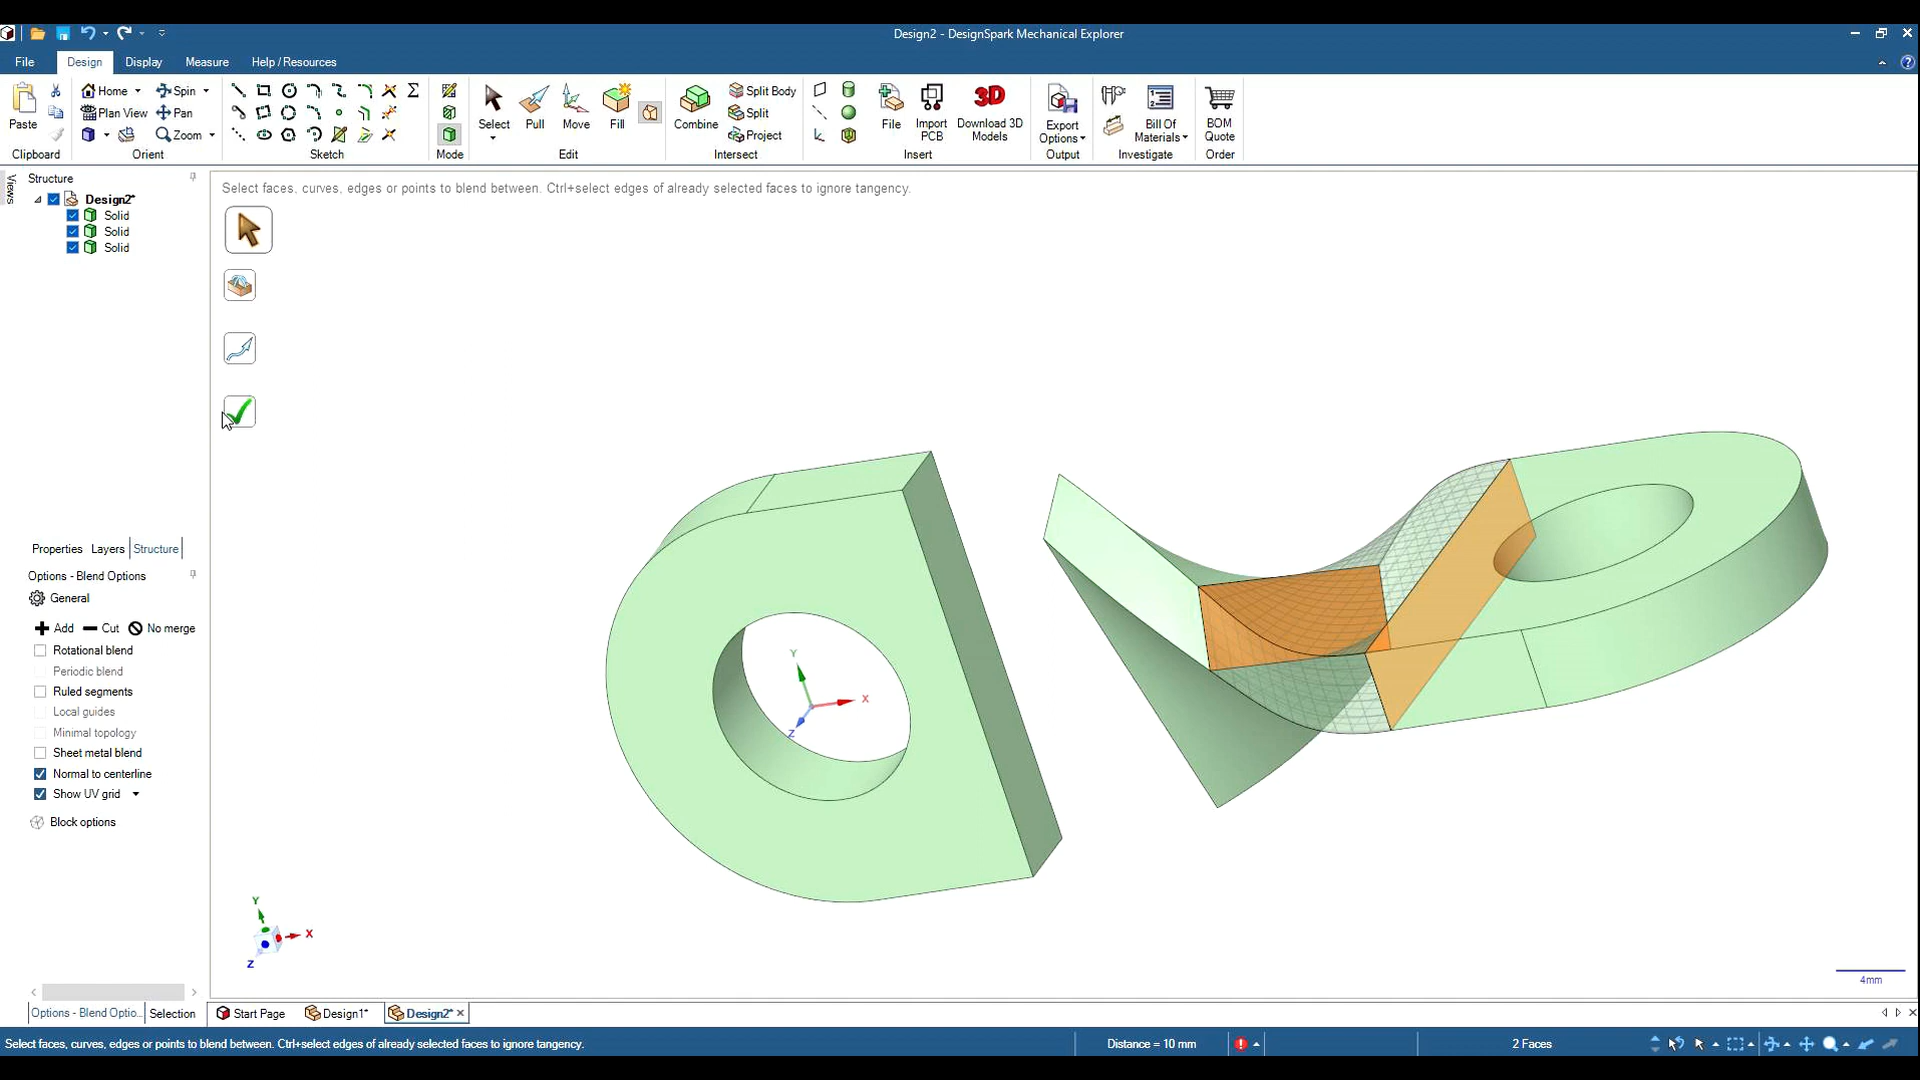 Design2 - DesignSpark Mechanical Explorer
File Design Display Measure Help / Resources
Paste
Clipboard
Home Spin
Plan View Pan
Zoom
Orient
Sketch
Mode
Select Pull Move Fill
Edit
Combine
Split Body
Split
Project
Intersect
File Import PCB 3D Download 3D Models
Insert
Export Options
Output
Bill Of Materials
Investigate
BOM Quote
Order
Views
Structure
Design2*
Solid
Solid
Solid
Select faces, curves, edges or points to blend between. Ctrl+select edges of already selected faces to ignore tangency.
Properties Layers Structure
Options - Blend Options
General
Add Cut No merge
Rotational blend
Periodic blend
Ruled segments
Local guides
Minimal topology
Sheet metal blend
Normal to centerline
Show UV grid
Block options
Y
X
Z
Y
X
Z
4mm
Options - Blend Optio... Selection
Start Page Design1* Design2*
Select faces, curves, edges or points to blend between. Ctrl+select edges of already selected faces to ignore tangency.
Distance = 10 mm
2 Faces